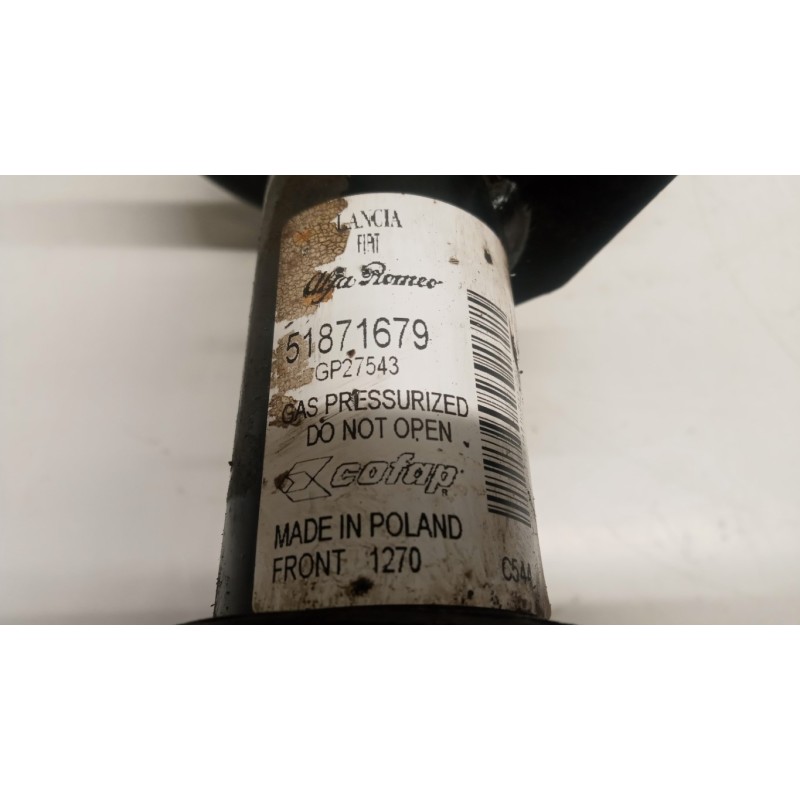 LANCIA
FIAT
Alfa Romeo
51871679
GP27543
GAS PRESSURIZED
DO NOT OPEN
cofap
MADE IN POLAND
FRONT 1270
C544